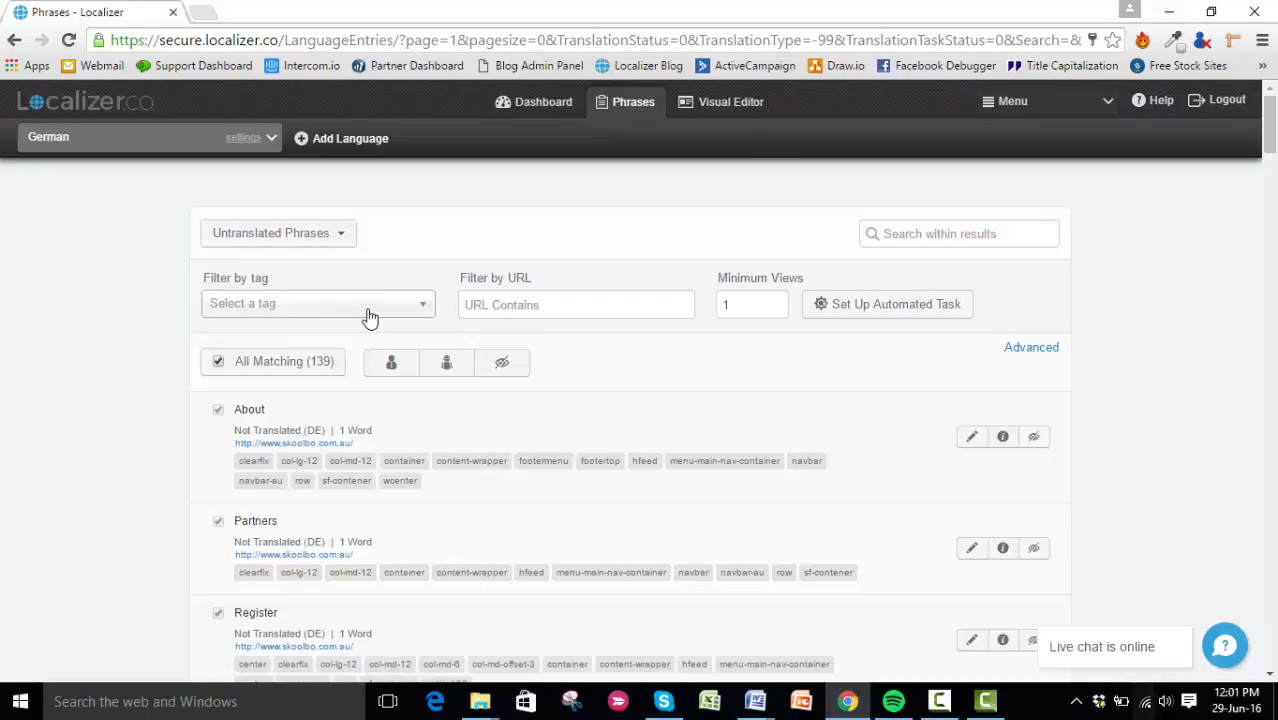 Phrases - Localizer
https://secure.localizer.co/LanguageEntries/?page=1&pagesize=0&TranslationStatus=0&TranslationType=-99&TranslationTaskStatus=0&Search=&
Apps Webmail Support Dashboard Intercom.io Partner Dashboard Blog Admin Panel Localizer Blog ActiveCampaign Draw.io Facebook Debugger Title Capitalization Free Stock Sites »
Localizerco Dashboard Phrases Visual Editor Menu Help Logout
German settings Add Language
Untranslated Phrases Search within results
Filter by tag Filter by URL Minimum Views
Select a tag URL Contains 1 Set Up Automated Task
Advanced
All Matching (139)
About
Not Translated (DE) | 1 Word
http://www.skoolbo.com.au/
clearfix col-lg-12 col-md-12 container content-wrapper footermenu footertop hfeed menu-main-nav-container navbar
navbar-au row sf-contener wcenter
Partners
Not Translated (DE) | 1 Word
http://www.skoolbo.com.au/
clearfix col-lg-12 col-md-12 container content-wrapper hfeed menu-main-nav-container navbar navbar-au row sf-contener
Register
Not Translated (DE) | 1 Word
http://www.skoolbo.com.au/
Live chat is online
center clearfix col-lg-12 col-md-12 col-md-6 col-md-offset-3 container content-wrapper hfeed menu-main-nav-container
Search the web and Windows
12:01 PM
29-Jun-16